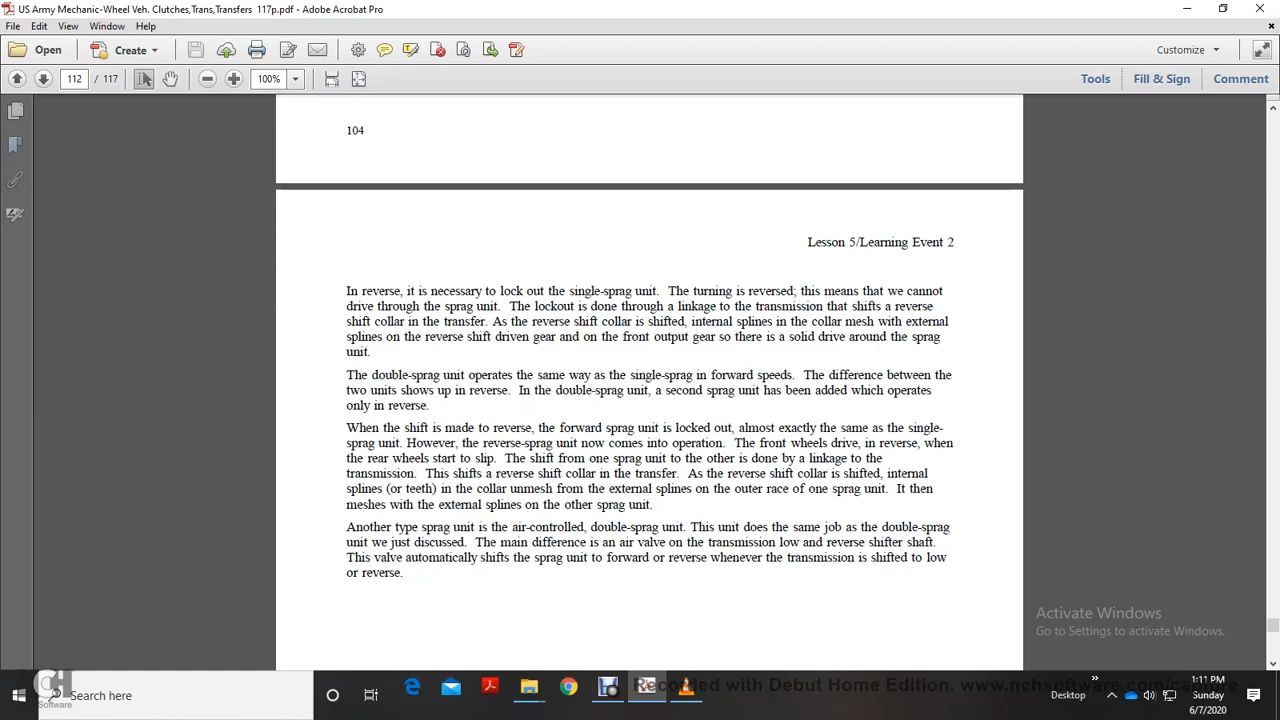 US Army Mechanic-Wheel Veh. Clutches,Trans,Transfers 117p.pdf - Adobe Acrobat Pro
File Edit View Window Help
Open Create Customize
112 / 117 100% Tools Fill & Sign Comment
104
Lesson 5/Learning Event 2
In reverse, it is necessary to lock out the single-sprag unit. The turning is reversed; this means that we cannot
drive through the sprag unit. The lockout is done through a linkage to the transmission that shifts a reverse
shift collar in the transfer. As the reverse shift collar is shifted, internal splines in the collar mesh with external
splines on the reverse shift driven gear and on the front output gear so there is a solid drive around the sprag
unit.
The double-sprag unit operates the same way as the single-sprag in forward speeds. The difference between the
two units shows up in reverse. In the double-sprag unit, a second sprag unit has been added which operates
only in reverse.
When the shift is made to reverse, the forward sprag unit is locked out, almost exactly the same as the single-
sprag unit. However, the reverse-sprag unit now comes into operation. The front wheels drive, in reverse, when
the rear wheels start to slip. The shift from one sprag unit to the other is done by a linkage to the
transmission. This shifts a reverse shift collar in the transfer. As the reverse shift collar is shifted, internal
splines (or teeth) in the collar unmesh from the external splines on the outer race of one sprag unit. It then
meshes with the external splines on the other sprag unit.
Another type sprag unit is the air-controlled, double-sprag unit. This unit does the same job as the double-sprag
unit we just discussed. The main difference is an air valve on the transmission low and reverse shifter shaft.
This valve automatically shifts the sprag unit to forward or reverse whenever the transmission is shifted to low
or reverse.
Activate Windows
Go to Settings to activate Windows.
Search here
Software
Recorded with Debut Home Edition. www.nchsoftware.com/capture
Desktop
1:11 PM
Sunday
6/7/2020